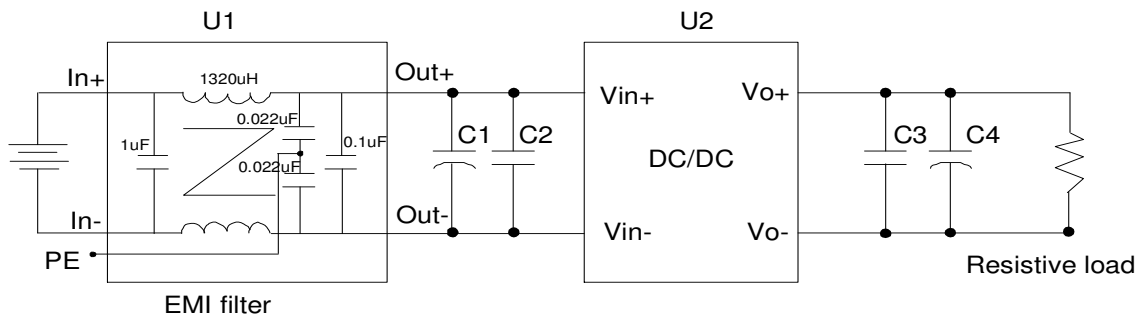 U1
U2
In+
1320uH
Out+
Vin+
Vo+
0.022uF
1uF
0.1uF
C1
C2
C3
C4
0.022uF
DC/DC
In-
Out-
Vin-
Vo-
PE
Resistive load
EMI filter